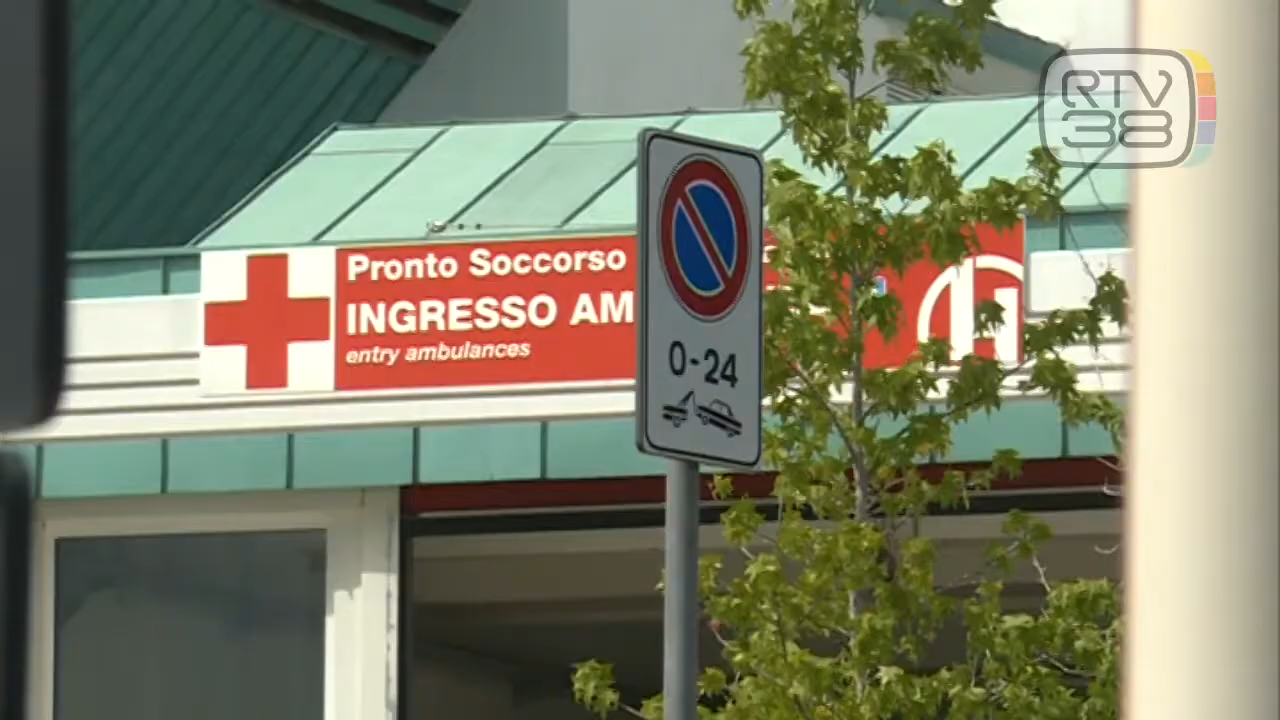 RTV
38
Pronto Soccorso
INGRESSO AM
entry ambulances
0-24